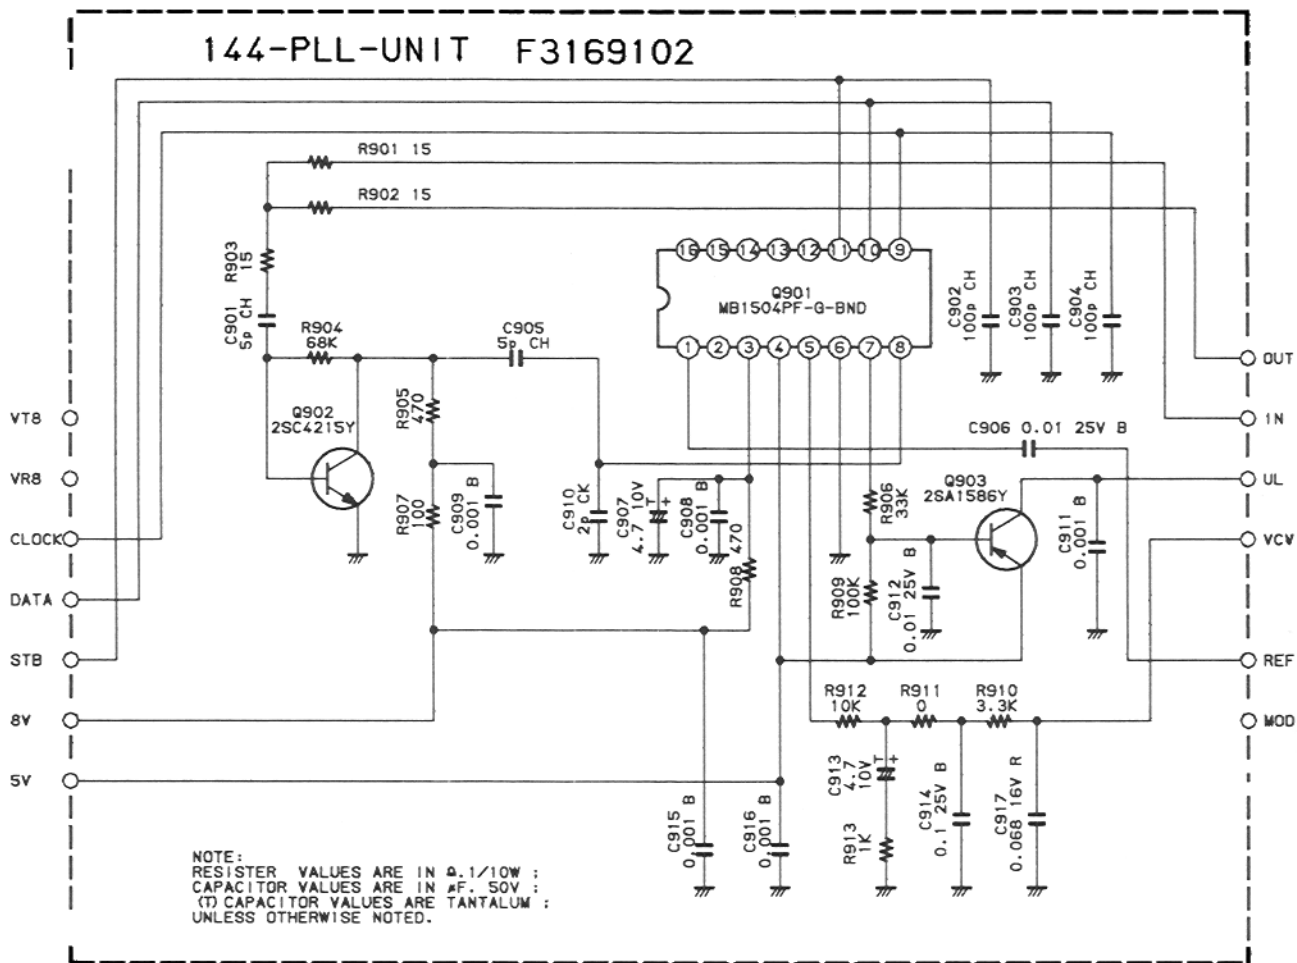 144-PLL-UNIT F3169102
R901 15
R902 15
R903
15
C901
5p CH
R904
68K
C905
5p CH
16 15 14 13 12 11 10 9
Q901
MB1504PF-G-BND
1 2 3 4 5 6 7 8
C902
100p CH
C903
100p CH
C904
100p CH
OUT
IN
UL
VCV
REF
MOD
VT8
VR8
CLOCK
DATA
STB
8V
5V
Q902
2SC4215Y
R905
470
R907
100
C909
0.001 B
C910
2p CK
C907
4.7 10V
T +
C908
0.001 B
R908 470
C906 0.01 25V B
R906
33K
Q903
2SA1586Y
R909
100K
C912
0.01 25V B
C911
0.001 B
R912
10K
R911
0
R910
3.3K
C913
4.7
10V
T +
R913
1K
C914
0.1 25V B
C917
0.068 16V R
C915
0.001 B
C916
0.001 B
NOTE:
RESISTER VALUES ARE IN Ω.1/10W ;
CAPACITOR VALUES ARE IN μF. 50V ;
(T) CAPACITOR VALUES ARE TANTALUM ;
UNLESS OTHERWISE NOTED.